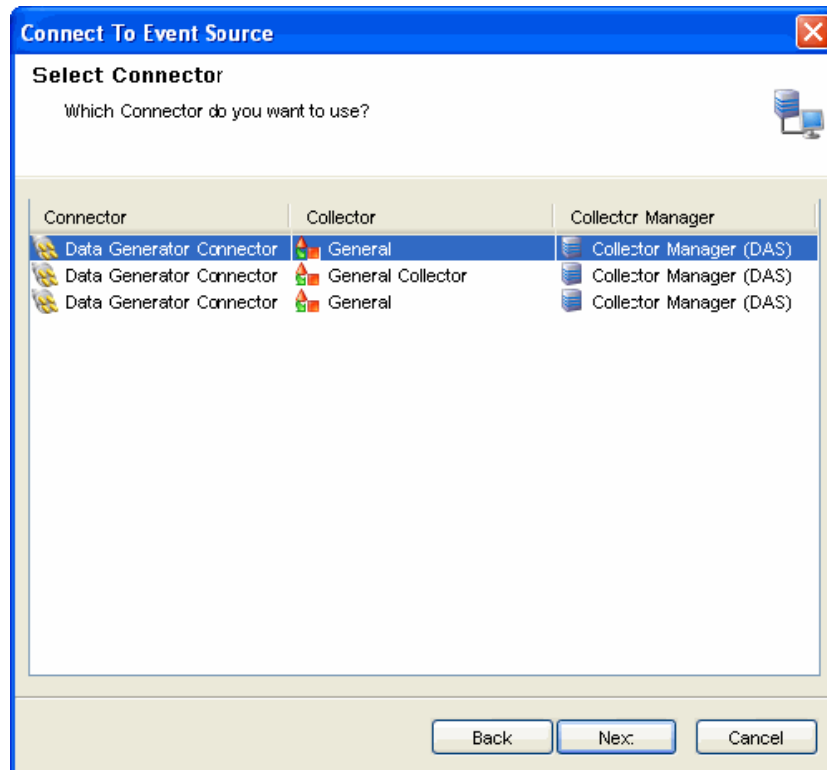 Connect To Event Source
Select Connector
Which Connector do you want to use?
Connector Collector Collector Manager
Data Generator Connector General Collector Manager (DAS)
Data Generator Connector General Collector Collector Manager (DAS)
Data Generator Connector General Collector Manager (DAS)
Back Next Cancel